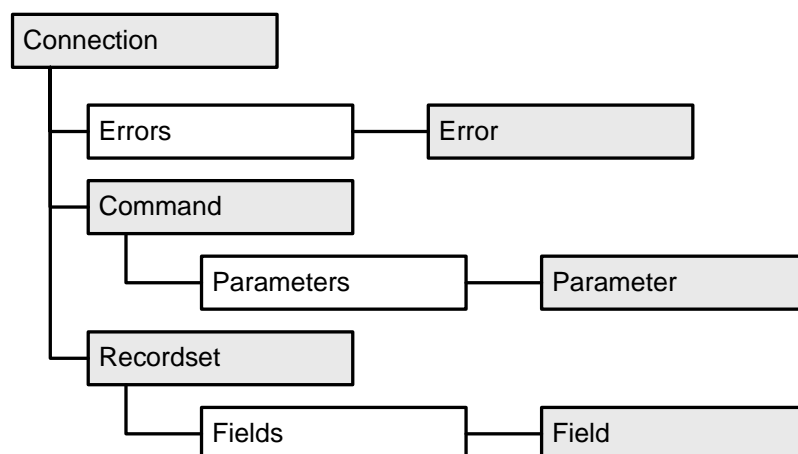 Connection
Errors
Error
Command
Parameters
Parameter
Recordset
Fields
Field